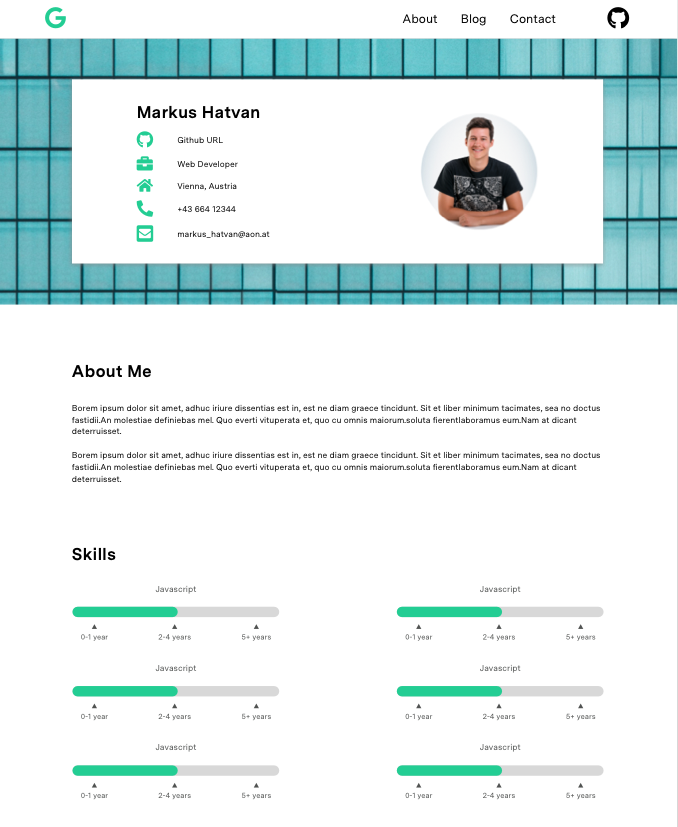 G
About Blog Contact
Markus Hatvan
Github URL
Web Developer
Vienna, Austria
+43 664 12344
markus_hatvan@aon.at
About Me
Borem ipsum dolor sit amet, adhuc iriure dissentias est in, est ne diam graece tincidunt. Sit et liber minimum tacimates, sea no doctus
fastidii.An molestiae definiebas mel. Quo everti vituperata et, quo cu omnis maiorum.soluta fierentlaboramus eum.Nam at dicant
deterruisset.
Borem ipsum dolor sit amet, adhuc iriure dissentias est in, est ne diam graece tincidunt. Sit et liber minimum tacimates, sea no doctus
fastidii.An molestiae definiebas mel. Quo everti vituperata et, quo cu omnis maiorum.soluta fierentlaboramus eum.Nam at dicant
deterruisset.
Skills
Javascript Javascript
0-1 year 2-4 years 5+ years 0-1 year 2-4 years 5+ years
Javascript Javascript
0-1 year 2-4 years 5+ years 0-1 year 2-4 years 5+ years
Javascript Javascript
0-1 year 2-4 years 5+ years 0-1 year 2-4 years 5+ years